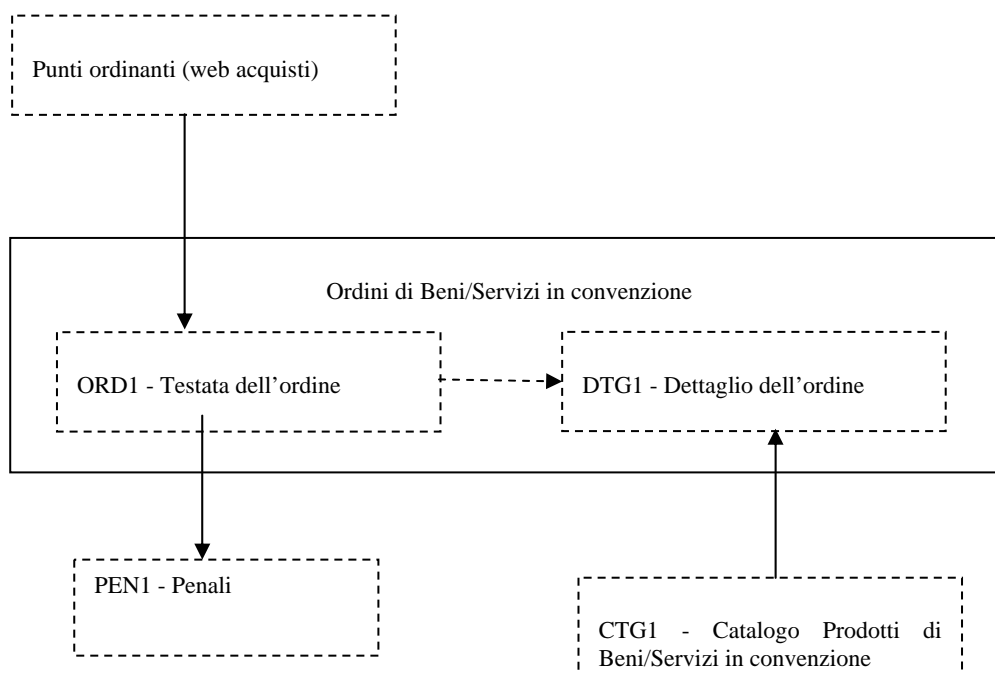 Punti ordinanti (web acquisti)
Ordini di Beni/Servizi in convenzione
ORD1 - Testata dell’ordine
DTG1 - Dettaglio dell’ordine
PEN1 - Penali
CTG1 - Catalogo Prodotti di
Beni/Servizi in convenzione